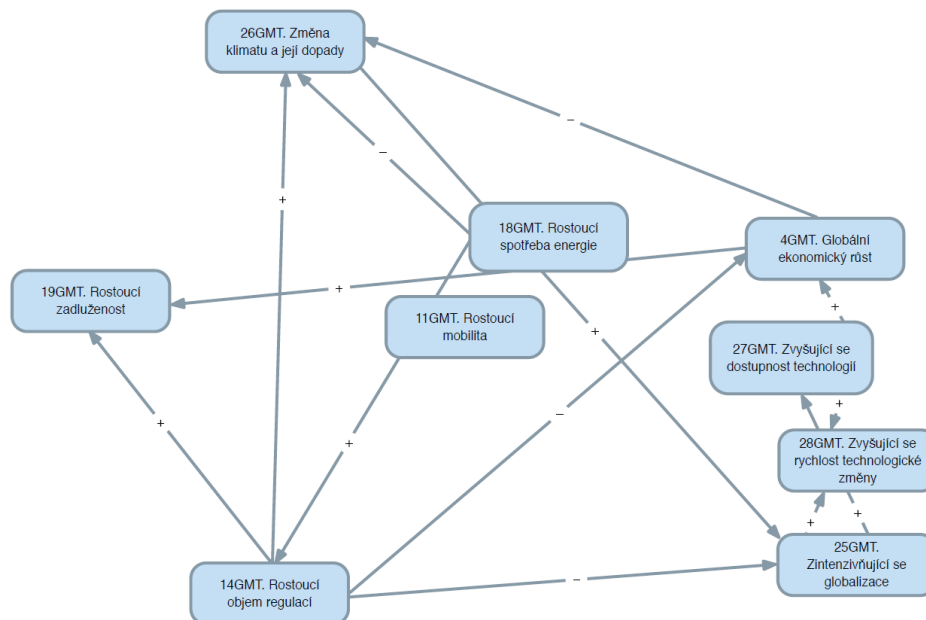 26GMT. Změna
klimatu a její dopady
–
–
+
18GMT. Rostoucí
spotřeba energie
4GMT. Globální
ekonomický růst
19GMT. Rostoucí
zadluženost
+
11GMT. Rostoucí
mobilita
+
+
27GMT. Zvyšující se
dostupnost technologií
+
–
+
+
28GMT. Zvyšující se
rychlost technologické
změny
+
+
25GMT.
Zintenzivňující se
globalizace
14GMT. Rostoucí
objem regulací
–